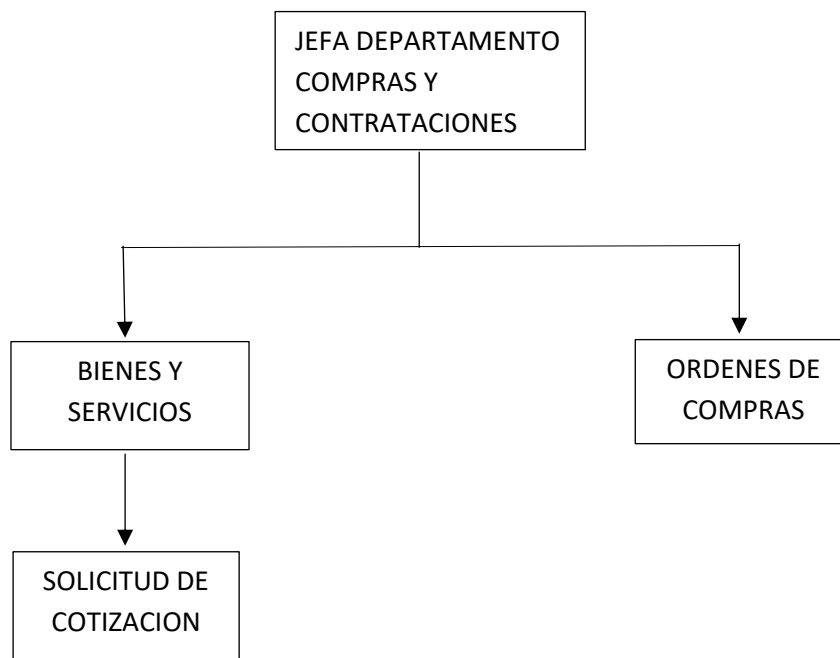 JEFA DEPARTAMENTO
COMPRAS Y
CONTRATACIONES
BIENES Y
SERVICIOS
ORDENES DE
COMPRAS
SOLICITUD DE
COTIZACION